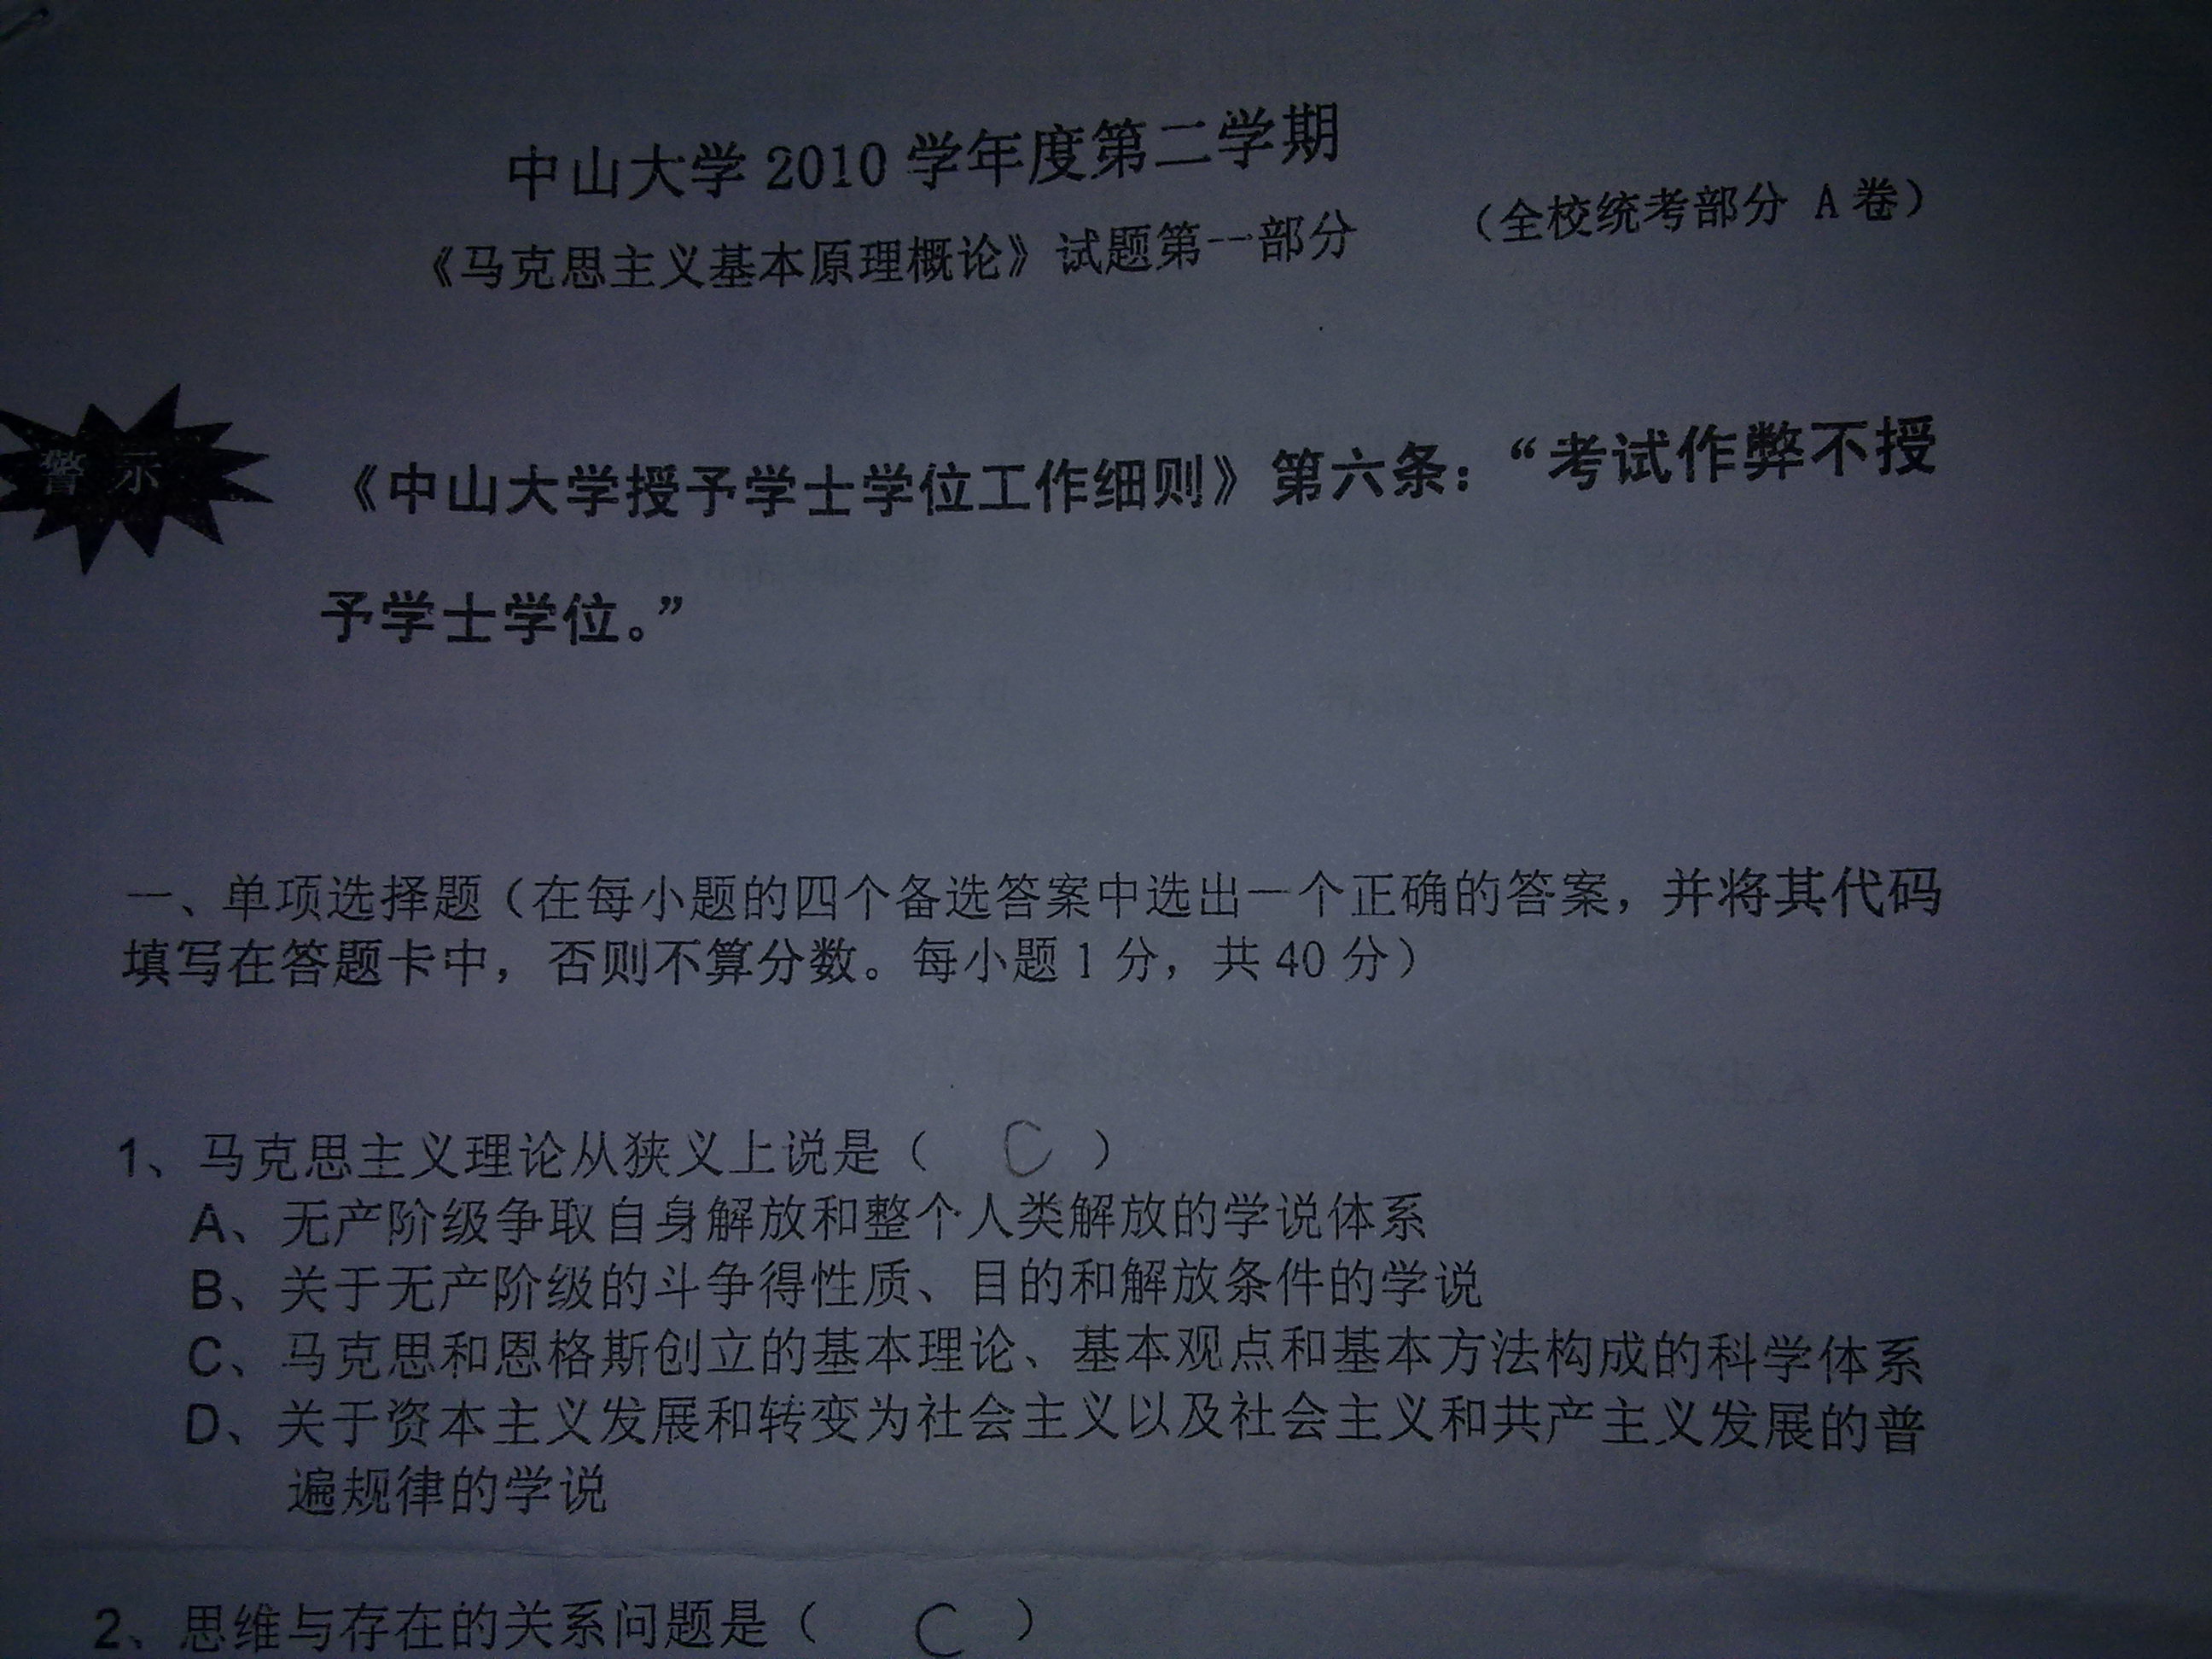 中山大学 2010 学年度第二学期
《马克思主义基本原理概论》试题第一部分 （全校统考部分 A 卷）
警 示
《中山大学授予学士学位工作细则》第六条：“考试作弊不授
予学士学位。”
一、单项选择题（在每小题的四个备选答案中选出一个正确的答案，并将其代码
填写在答题卡中，否则不算分数。每小题 1 分，共 40 分）
1、马克思主义理论从狭义上说是（ C ）
A、无产阶级争取自身解放和整个人类解放的学说体系
B、关于无产阶级的斗争得性质、目的和解放条件的学说
C、马克思和恩格斯创立的基本理论、基本观点和基本方法构成的科学体系
D、关于资本主义发展和转变为社会主义以及社会主义和共产主义发展的普
遍规律的学说
2、思维与存在的关系问题是（ C ）